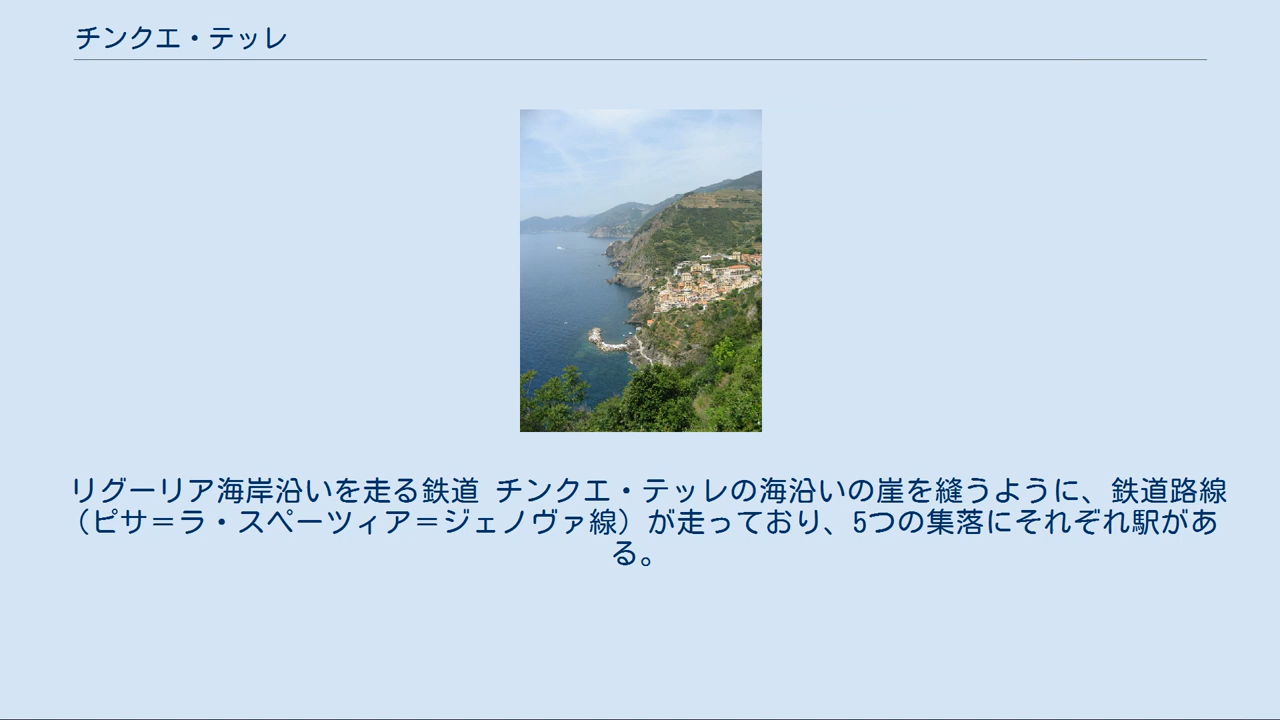 チンクエ・テッレ
リグーリア海岸沿いを走る鉄道 チンクエ・テッレの海沿いの崖を縫うように、鉄道路線
（ピサ＝ラ・スペーツィア＝ジェノヴァ線）が走っており、5つの集落にそれぞれ駅があ
る。